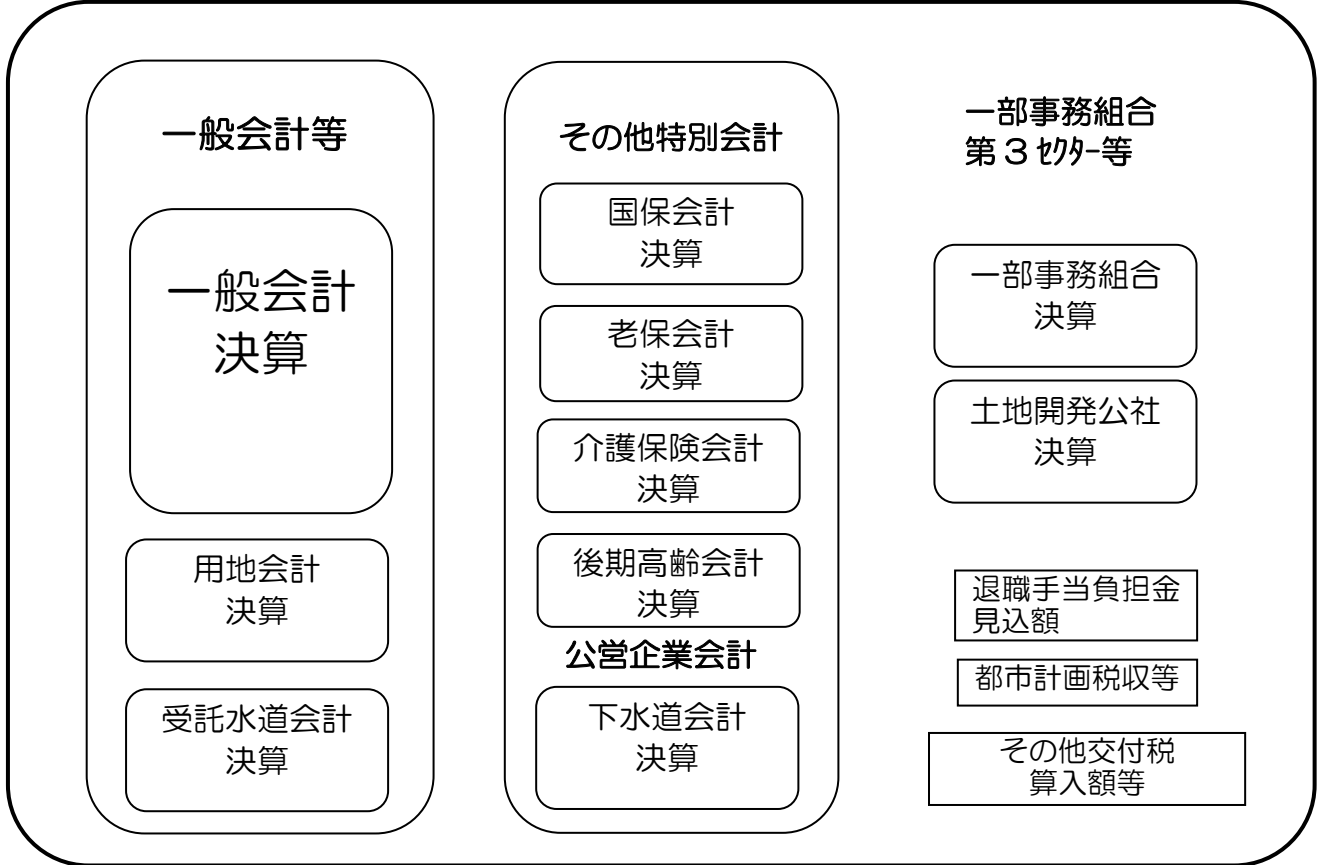 一般会計等
一般会計
決算
用地会計
決算
受託水道会計
決算
その他特別会計
国保会計
決算
老保会計
決算
介護保険会計
決算
後期高齢会計
決算
公営企業会計
下水道会計
決算
一部事務組合
第３ｾｸﾀｰ等
一部事務組合
決算
土地開発公社
決算
退職手当負担金
見込額
都市計画税収等
その他交付税
算入額等